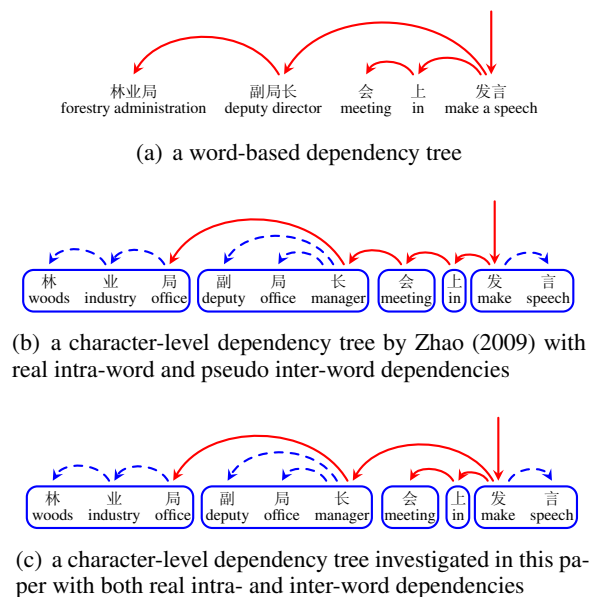 林业局 副局长 会 上 发言
forestry administration deputy director meeting in make a speech
(a) a word-based dependency tree
林 业 局 副 局 长 会 上 发 言
woods industry office deputy office manager meeting in make speech
(b) a character-level dependency tree by Zhao (2009) with
real intra-word and pseudo inter-word dependencies
林 业 局 副 局 长 会 上 发 言
woods industry office deputy office manager meeting in make speech
(c) a character-level dependency tree investigated in this pa-
per with both real intra- and inter-word dependencies